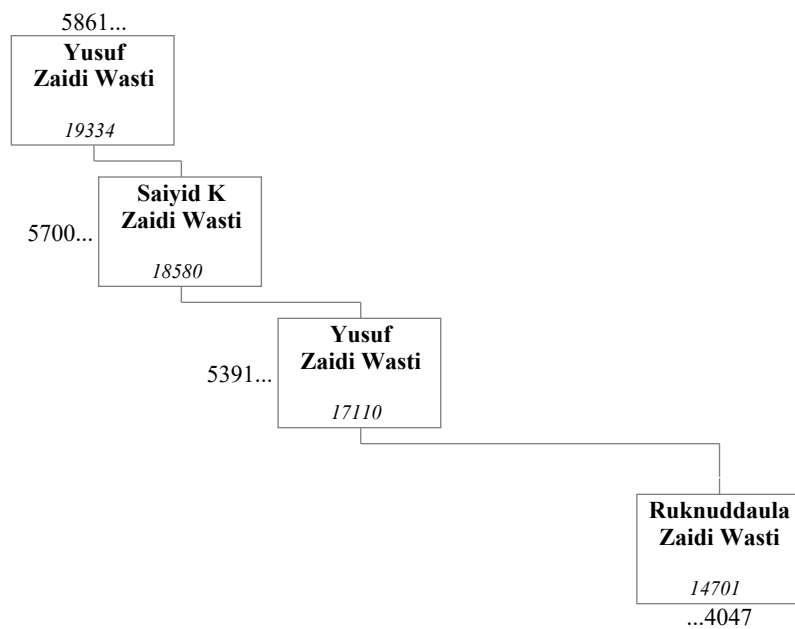 5861...
Yusuf
Zaidi Wasti
19334
Saiyid K
Zaidi Wasti
5700...
18580
Yusuf
Zaidi Wasti
5391...
17110
Ruknuddaula
Zaidi Wasti
14701
...4047